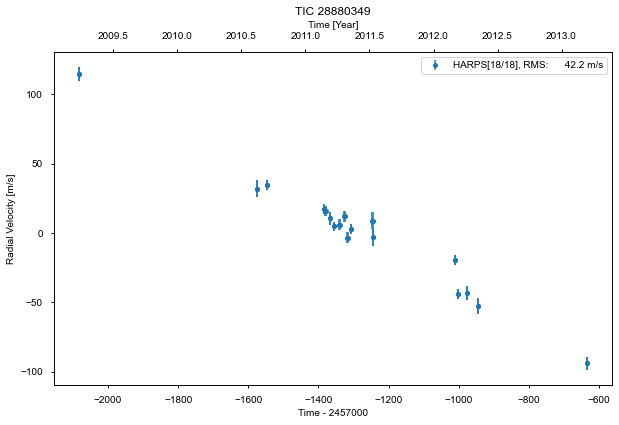 TIC 28880349
Time [Year]
2009.5 2010.0 2010.5 2011.0 2011.5 2012.0 2012.5 2013.0
HARPS[18/18], RMS: 42.2 m/s
100
50
0
−50
−100
Radial Velocity [m/s]
−2000 −1800 −1600 −1400 −1200 −1000 −800 −600
Time - 2457000